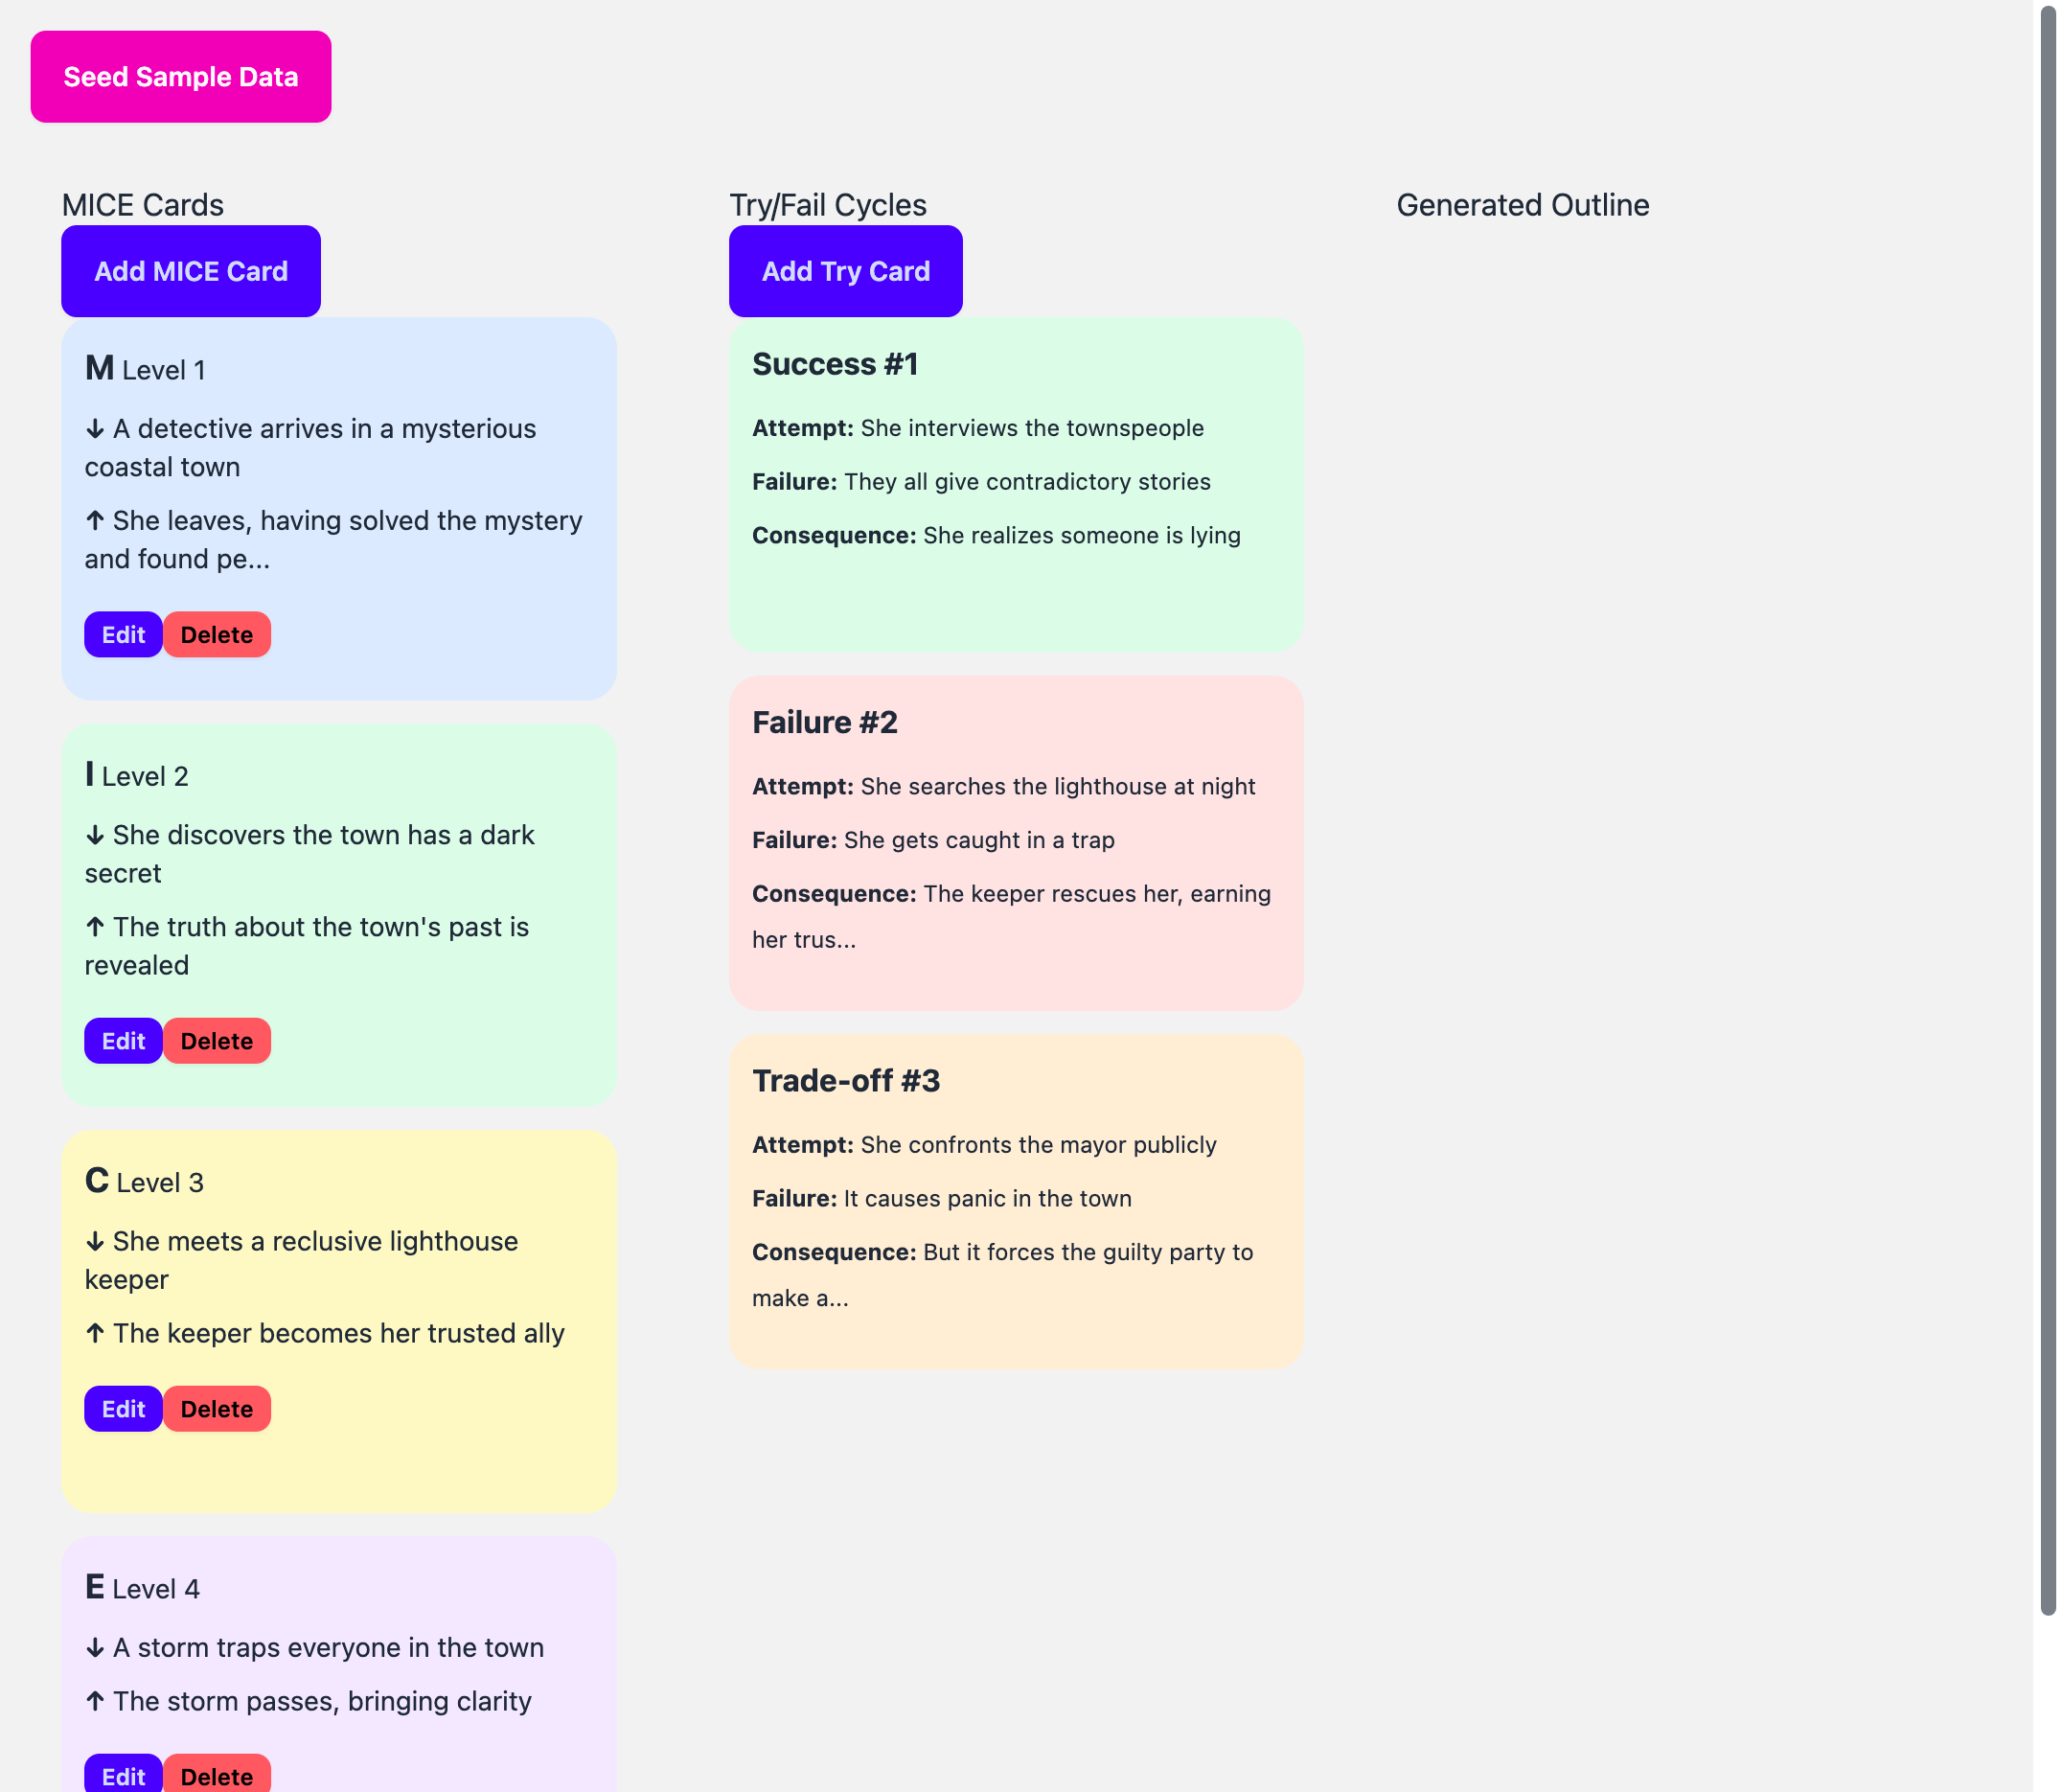 Seed Sample Data
MICE Cards
Add MICE Card
M Level 1
↓ A detective arrives in a mysterious
coastal town
↑ She leaves, having solved the mystery
and found pe...
Edit Delete
I Level 2
↓ She discovers the town has a dark
secret
↑ The truth about the town's past is
revealed
Edit Delete
C Level 3
↓ She meets a reclusive lighthouse
keeper
↑ The keeper becomes her trusted ally
Edit Delete
E Level 4
↓ A storm traps everyone in the town
↑ The storm passes, bringing clarity
Edit Delete
Try/Fail Cycles
Add Try Card
Success #1
Attempt: She interviews the townspeople
Failure: They all give contradictory stories
Consequence: She realizes someone is lying
Failure #2
Attempt: She searches the lighthouse at night
Failure: She gets caught in a trap
Consequence: The keeper rescues her, earning
her trus...
Trade-off #3
Attempt: She confronts the mayor publicly
Failure: It causes panic in the town
Consequence: But it forces the guilty party to
make a...
Generated Outline